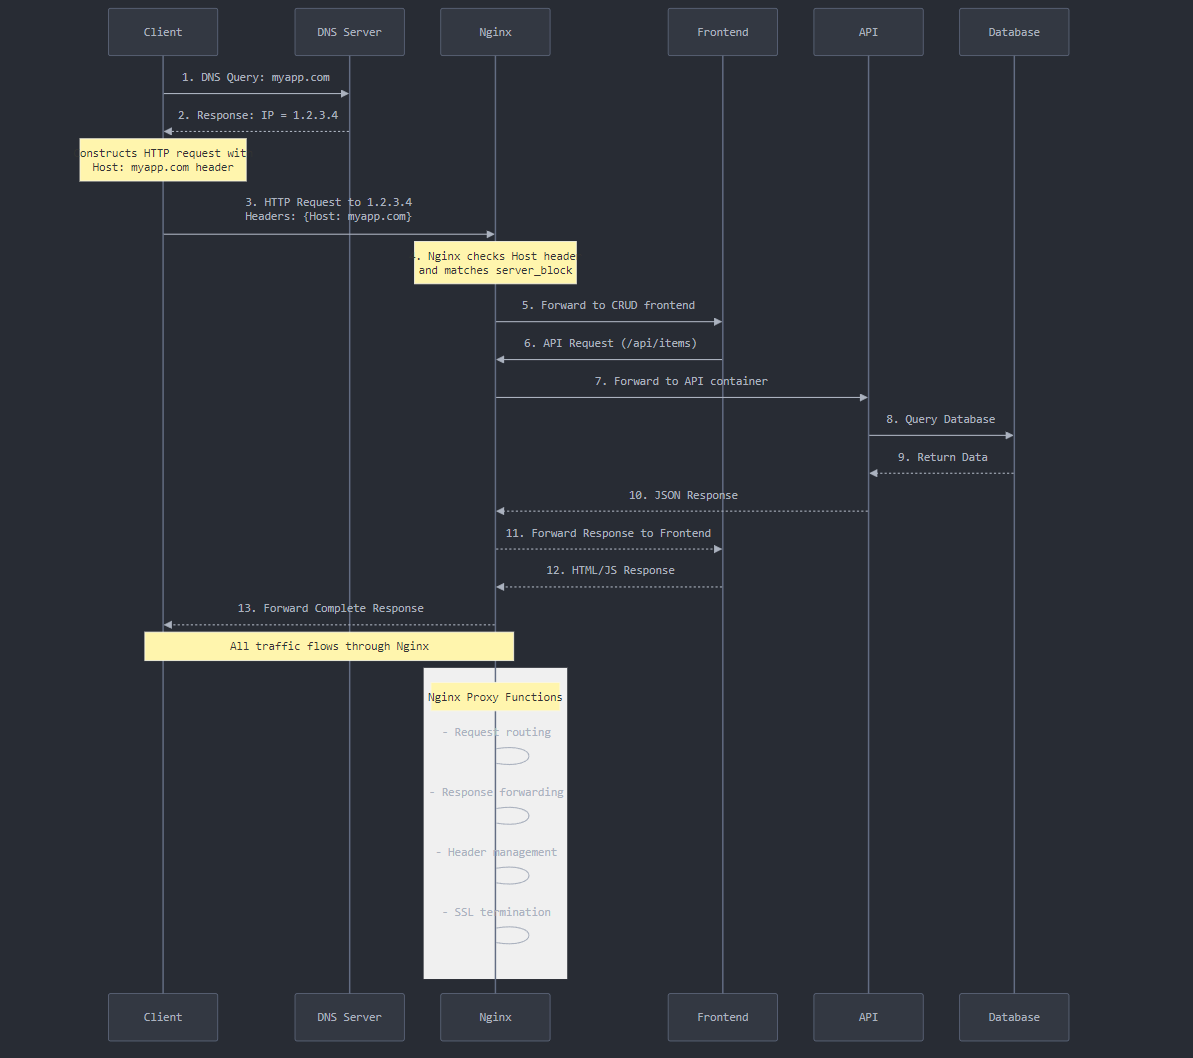 Client
DNS Server
Nginx
Frontend
API
Database
1. DNS Query: myapp.com
2. Response: IP = 1.2.3.4
onstructs HTTP request wit
Host: myapp.com header
3. HTTP Request to 1.2.3.4
Headers: {Host: myapp.com}
. Nginx checks Host heade
and matches server_block
5. Forward to CRUD frontend
6. API Request (/api/items)
7. Forward to API container
8. Query Database
9. Return Data
10. JSON Response
11. Forward Response to Frontend
12. HTML/JS Response
13. Forward Complete Response
All traffic flows through Nginx
Nginx Proxy Functions
- Request routing
- Response forwarding
- Header management
- SSL termination
Client
DNS Server
Nginx
Frontend
API
Database